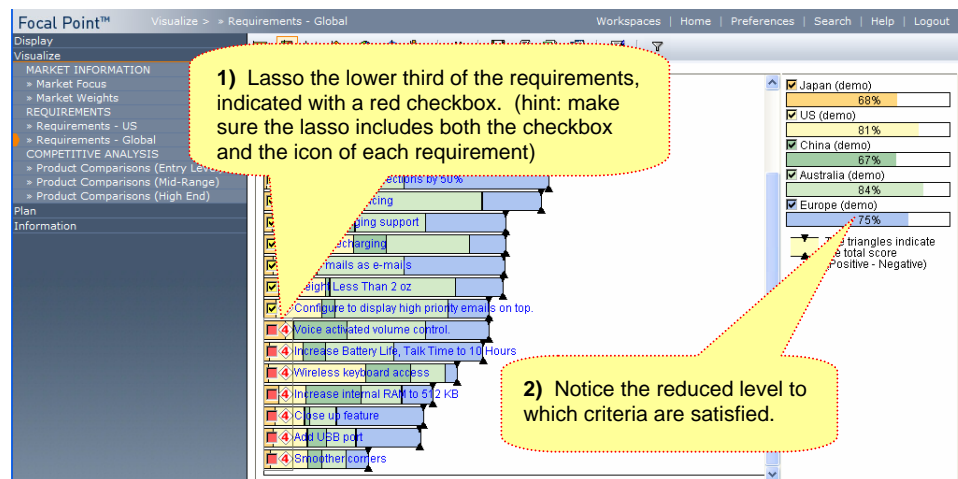 Focal Point™ Visualize > » Requirements - Global Workspaces | Home | Preferences | Search | Help | Logout
Display
Visualize
MARKET INFORMATION
» Market Focus
» Market Weights
REQUIREMENTS
» Requirements - US
» Requirements - Global
COMPETITIVE ANALYSIS
» Product Comparisons (Entry
» Product Comparisons (Mid-Range)
» Product Comparisons (High End)
Plan
Information
1) Lasso the lower third of the requirements,
indicated with a red checkbox. (hint: make
sure the lasso includes both the checkbox
and the icon of each requirement)
by 50%
support
mails as e-mails
Less Than 2 oz
Configure to display high priority emails on top.
4 Voice activated volume control.
4 Increase Battery Life, Talk Time to 10 Hours
4 Wireless keyboard access
4 Increase internal RAM to 512 KB
4 Close up feature
4 Add USB port
4 Smoother corners
Japan (demo)
68%
US (demo)
81%
China (demo)
67%
Australia (demo)
84%
Europe (demo)
75%
triangles indicate
total score
Positive - Negative)
2) Notice the reduced level to
which criteria are satisfied.